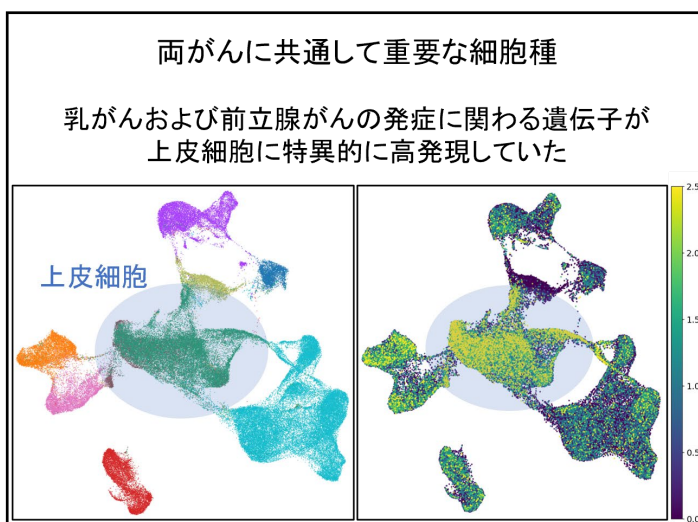 両がんに共通して重要な細胞種
乳がんおよび前立腺がんの発症に関わる遺伝子が
上皮細胞に特異的に高発現していた
上皮細胞
2.5
2.0
1.5
1.0
0.5
0.0